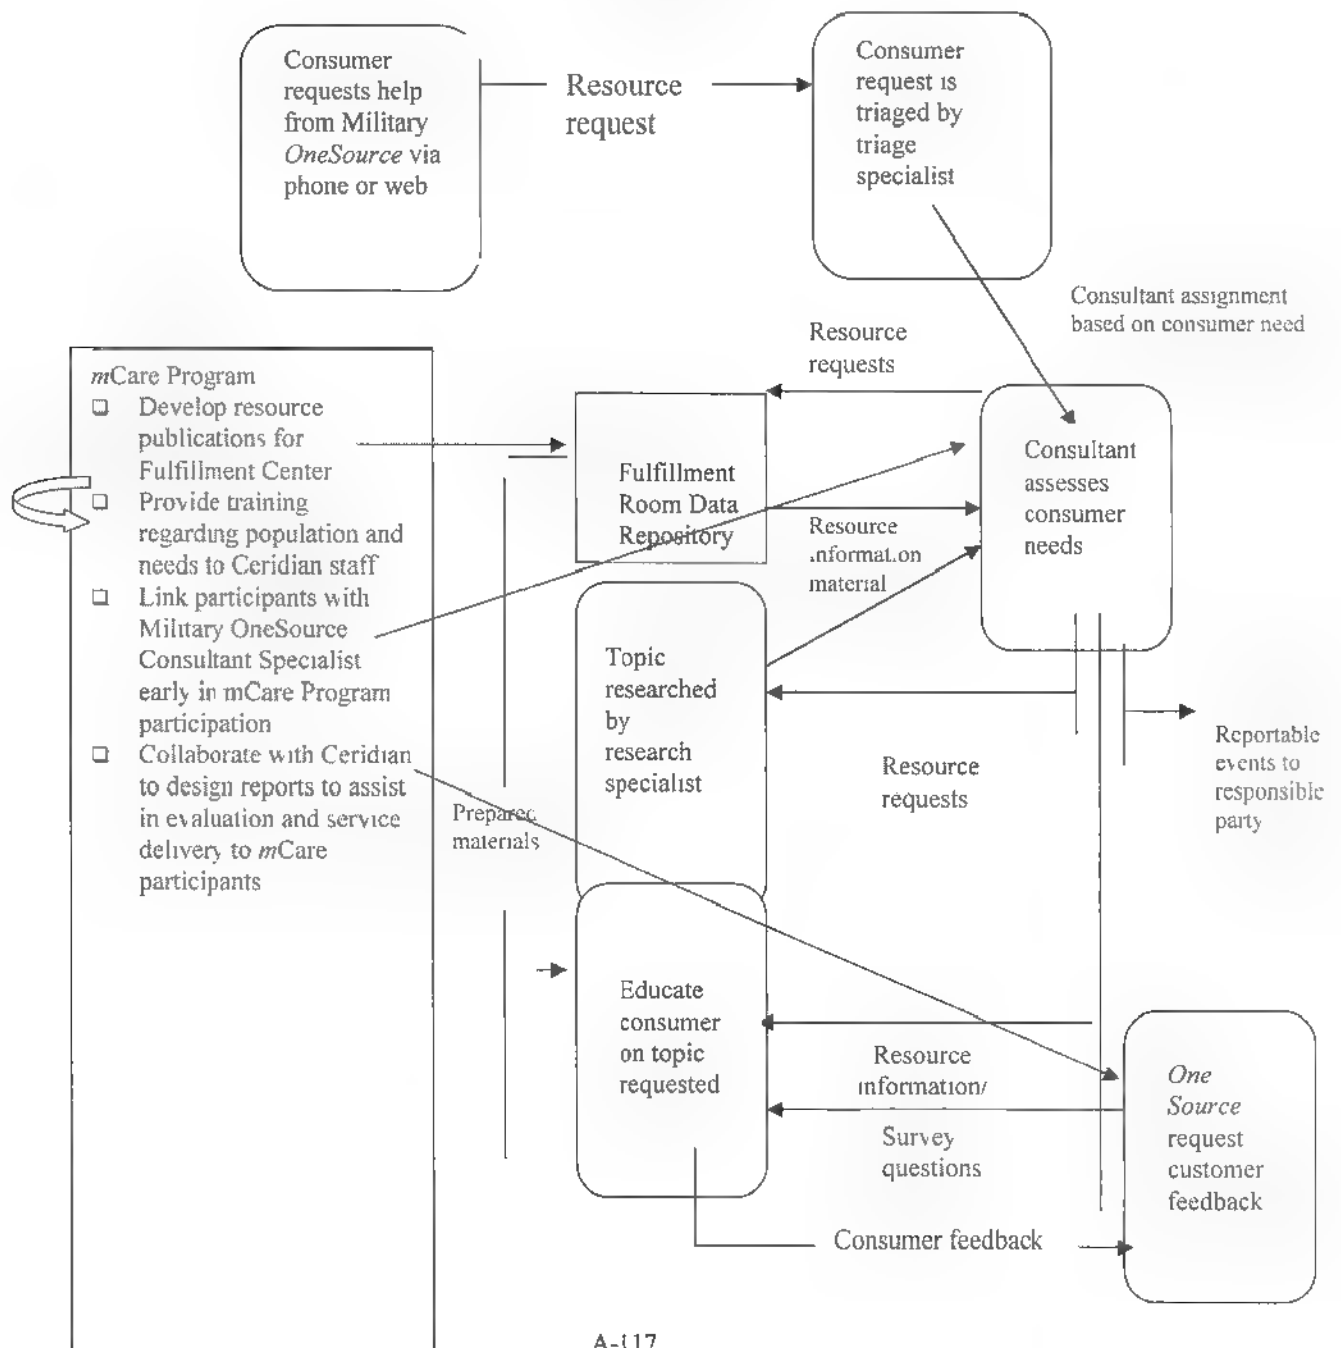 Consumer
requests help
from Military
OneSource via
phone or web
Resource
request
Consumer
request is
triaged by
triage
specialist
Consultant assignment
based on consumer need
Resource
requests
mCare Program
❑ Develop resource
publications for
Fulfillment Center
❑ Provide training
regarding population and
needs to Ceridian staff
❑ Link participants with
Military OneSource
Consultant Specialist
early in mCare Program
participation
❑ Collaborate with Ceridian
to design reports to assist
in evaluation and service
delivery to mCare
participants
Fulfillment
Room Data
Repository
Resource
information
material
Consultant
assesses
consumer
needs
Topic
researched
by
research
specialist
Resource
requests
Reportable
events to
responsible
party
Prepared
materials
Educate
consumer
on topic
requested
Resource
information/
Survey
questions
One
Source
request
customer
feedback
Consumer feedback
A-117